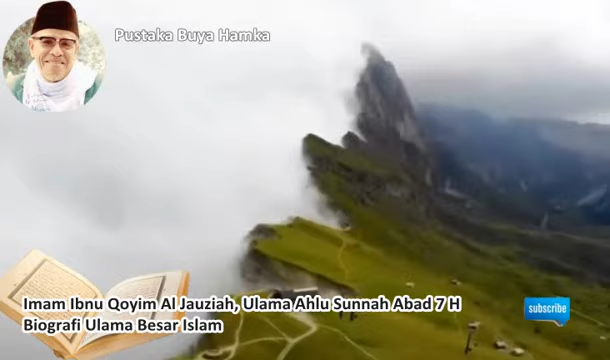 Pustaka Buya Hamka
Imam Ibnu Qoyim Al Jauziah, Ulama Ahlu Sunnah Abad 7 H
Biografi Ulama Besar Islam
subscribe